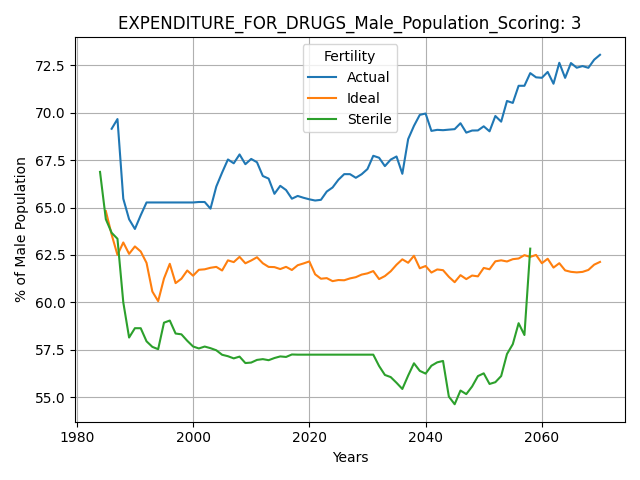 EXPENDITURE_FOR_DRUGS_Male_Population_Scoring: 3
Fertility
Actual
Ideal
Sterile
% of Male Population
72.5
70.0
67.5
65.0
62.5
60.0
57.5
55.0
1980
2000
2020
2040
2060
Years